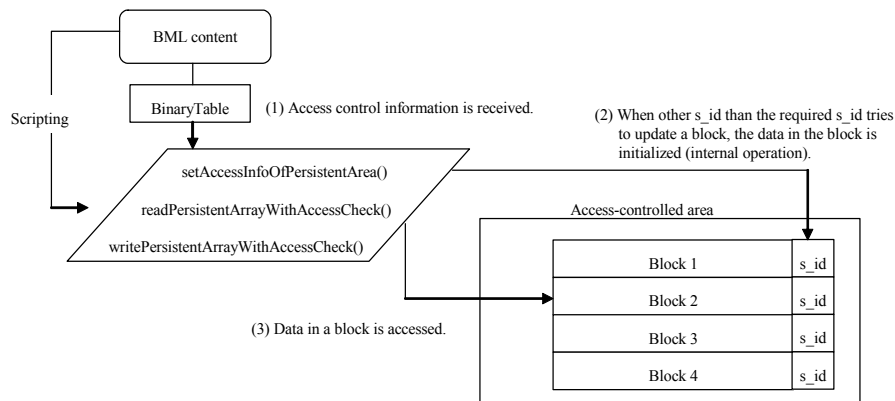 BML content
BinaryTable
(1) Access control information is received.
Scripting
(2) When other s_id than the required s_id tries
to update a block, the data in the block is
initialized (internal operation).
setAccessInfoOfPersistentArea()
readPersistentArrayWithAccessCheck()
writePersistentArrayWithAccessCheck()
Access-controlled area
Block 1 s_id
Block 2 s_id
(3) Data in a block is accessed.
Block 3 s_id
Block 4 s_id